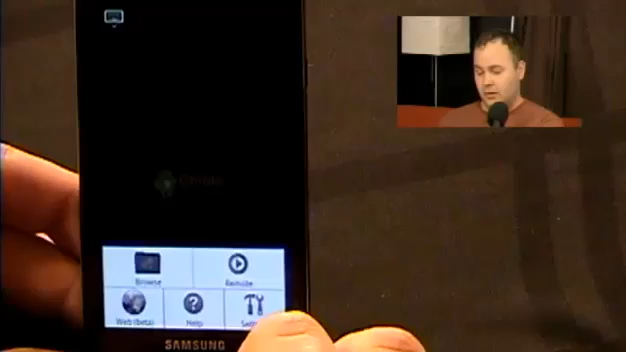 Browse
Remote
Web (beta)
Help
SAMSUNG